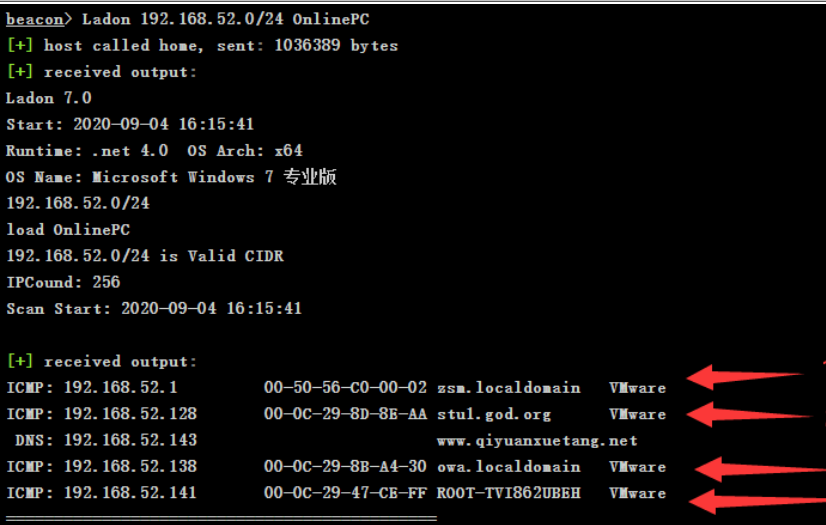 beacon> Ladon 192.168.52.0/24 OnlinePC
[+] host called home, sent: 1036389 bytes
[+] received output:
Ladon 7.0
Start: 2020-09-04 16:15:41
Runtime: .net 4.0  OS Arch: x64
OS Name: Microsoft Windows 7 专业版
192.168.52.0/24
load OnlinePC
192.168.52.0/24 is Valid CIDR
IPCound: 256
Scan Start: 2020-09-04 16:15:41
[+] received output:
ICMP: 192.168.52.1 00-50-56-C0-00-02 zsm.localdomain VMware
ICMP: 192.168.52.128 00-0C-29-8D-8E-AA stu1.god.org VMware
DNS: 192.168.52.143 www.qiyuanxuetang.net
ICMP: 192.168.52.138 00-0C-29-8B-A4-30 owa.localdomain VMware
ICMP: 192.168.52.141 00-0C-29-47-CE-FF ROOT-TVI862UBEH VMware
=============================================